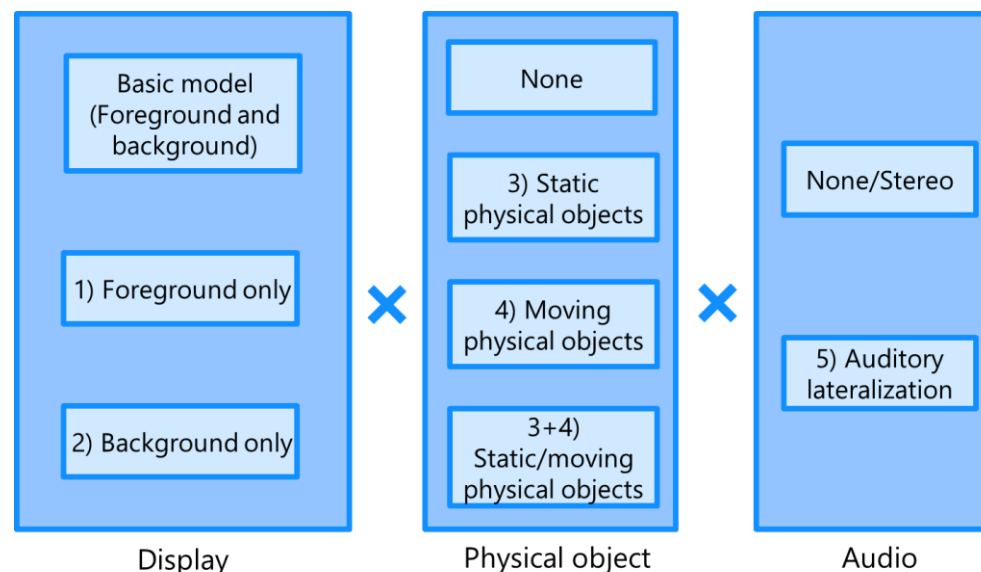 Basic model
(Foreground and
background)
1) Foreground only
2) Background only
Display
×
None
3) Static
physical objects
4) Moving
physical objects
3+4)
Static/moving
physical objects
Physical object
×
None/Stereo
5) Auditory
lateralization
Audio